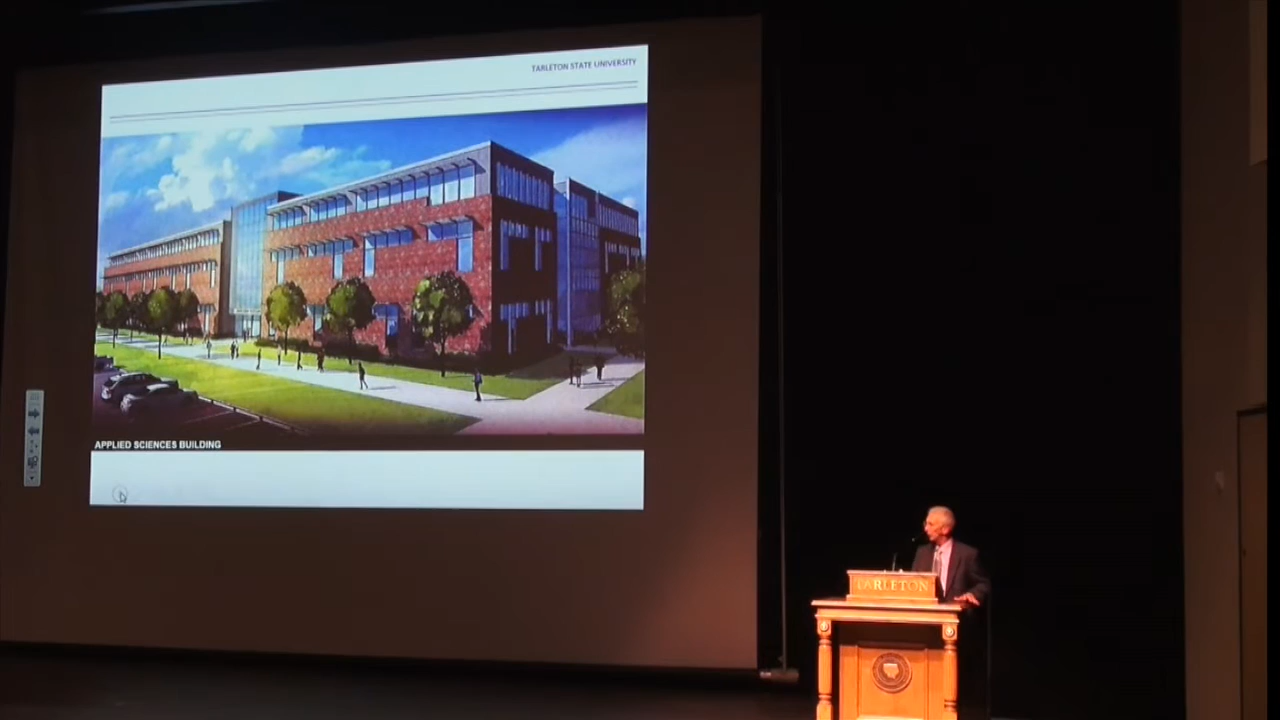 TARLETON STATE UNIVERSITY
APPLIED SCIENCES BUILDING
TARLETON